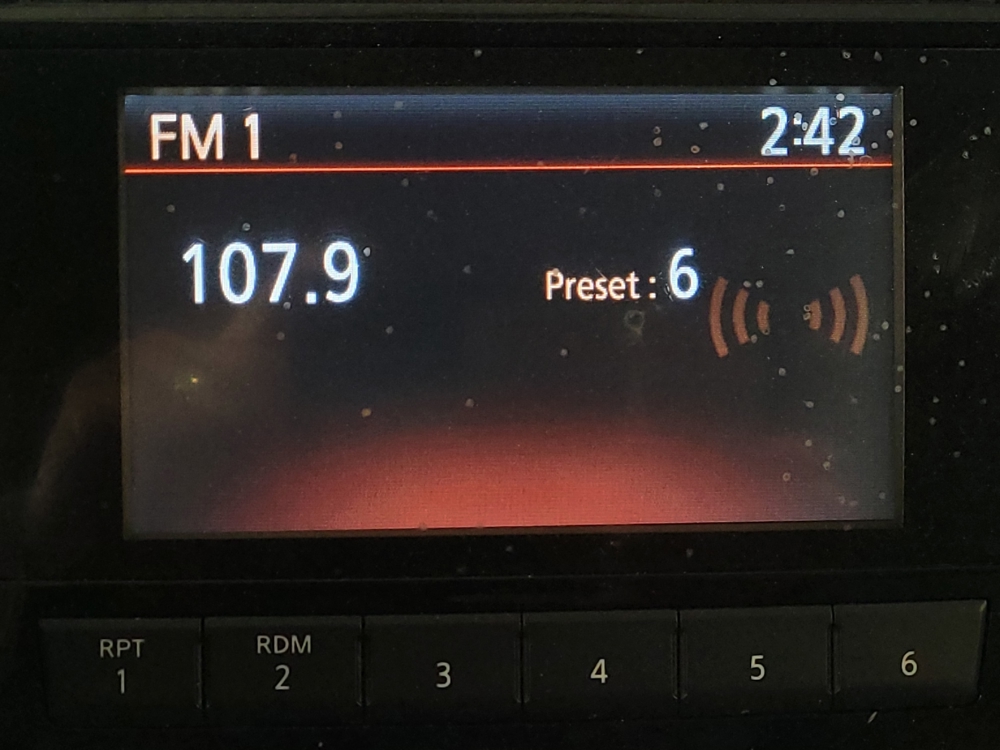 FM 1 2:42
107.9 Preset : 6
RPT RDM
1 2 3 4 5 6